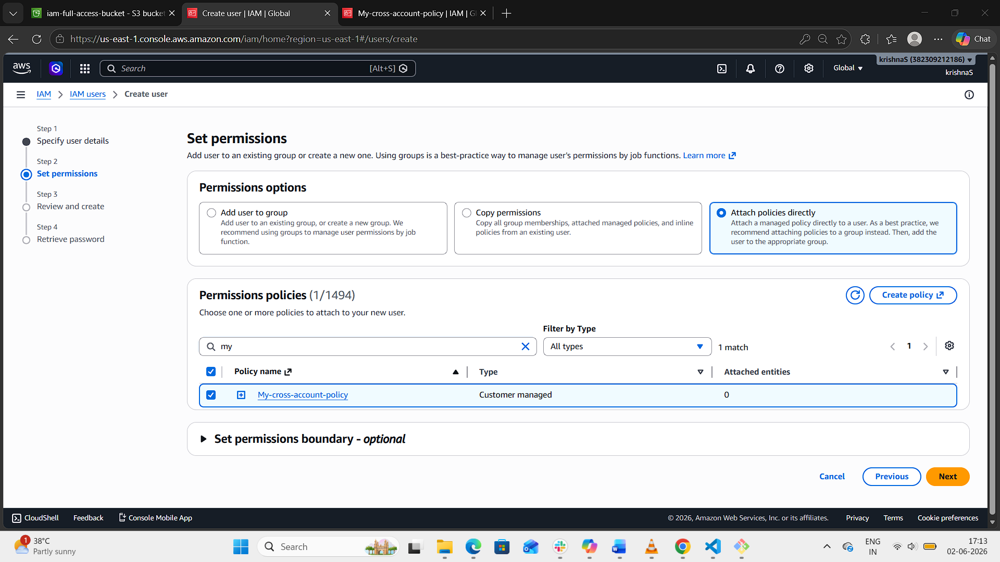 iam-full-access-bucket - S3 bucket
Create user | IAM | Global
My-cross-account-policy | IAM | Gl
https://us-east-1.console.aws.amazon.com/iam/home?region=us-east-1#/users/create
Chat
aws
Search
[Alt+S]
Global
krishnaS (382309212186)
krishnaS
IAM
IAM users
Create user
Step 1
Specify user details
Step 2
Set permissions
Step 3
Review and create
Step 4
Retrieve password
Set permissions
Add user to an existing group or create a new one. Using groups is a best-practice way to manage user's permissions by job functions. Learn more
Permissions options
Add user to group
Add user to an existing group, or create a new group. We
recommend using groups to manage user permissions by job
function.
Copy permissions
Copy all group memberships, attached managed policies, and inline
policies from an existing user.
Attach policies directly
Attach a managed policy directly to a user. As a best practice, we
recommend attaching policies to a group instead. Then, add the
user to the appropriate group.
Permissions policies (1/1494)
Create policy
Choose one or more policies to attach to your new user.
Filter by Type
my
All types
1 match
1
Policy name
Type
Attached entities
My-cross-account-policy
Customer managed
0
Set permissions boundary - optional
Cancel
Previous
Next
CloudShell
Feedback
Console Mobile App
© 2026, Amazon Web Services, Inc. or its affiliates.
Privacy
Terms
Cookie preferences
1
38°C
Partly sunny
Search
ENG
IN
17:13
02-06-2026